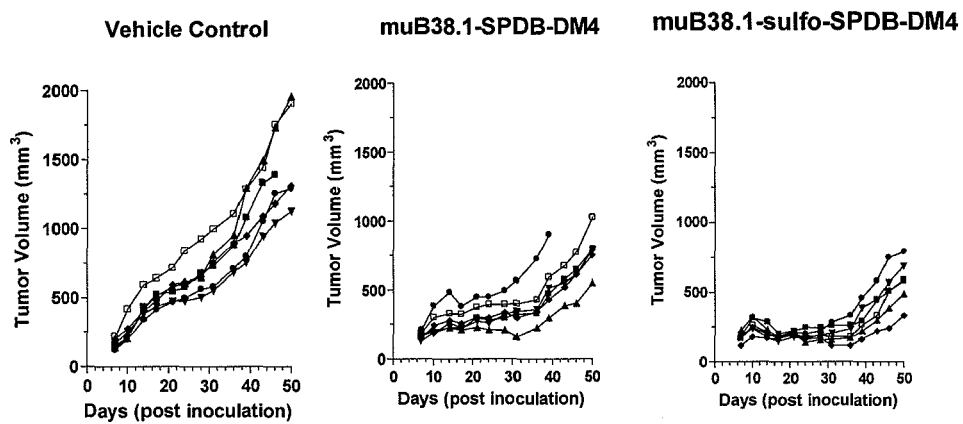 Vehicle Control
2000
1500
1000
500
0
0 10 20 30 40 50
Tumor Volume (mm3)
Days (post inoculation)
muB38.1-SPDB-DM4
2000
1500
1000
500
0
0 10 20 30 40 50
Tumor Volume (mm3)
Days (post inoculation)
muB38.1-sulfo-SPDB-DM4
2000
1500
1000
500
0
0 10 20 30 40 50
Tumor Volume (mm3)
Days (post inoculation)